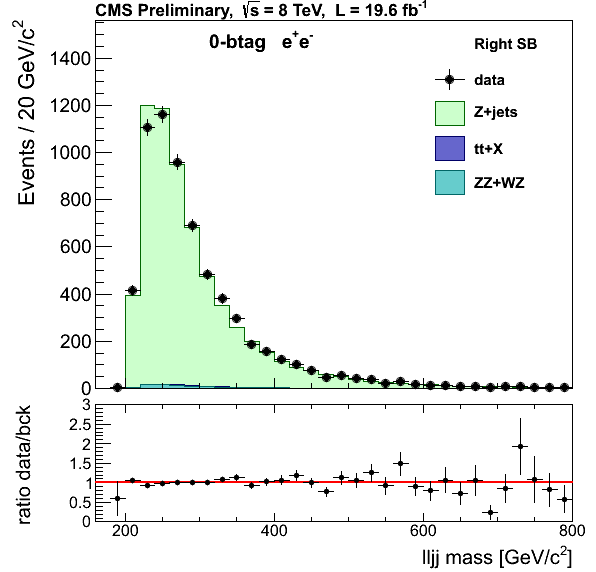 CMS Preliminary, √s = 8 TeV, L = 19.6 fb⁻¹
0-btag e⁺e⁻
Right SB
data
Z+jets
tt+X
ZZ+WZ
Events / 20 GeV/c²
1400
1200
1000
800
600
400
200
0
ratio data/bck
3
2.5
2
1.5
1
0.5
0
200
400
600
800
lljj mass [GeV/c²]